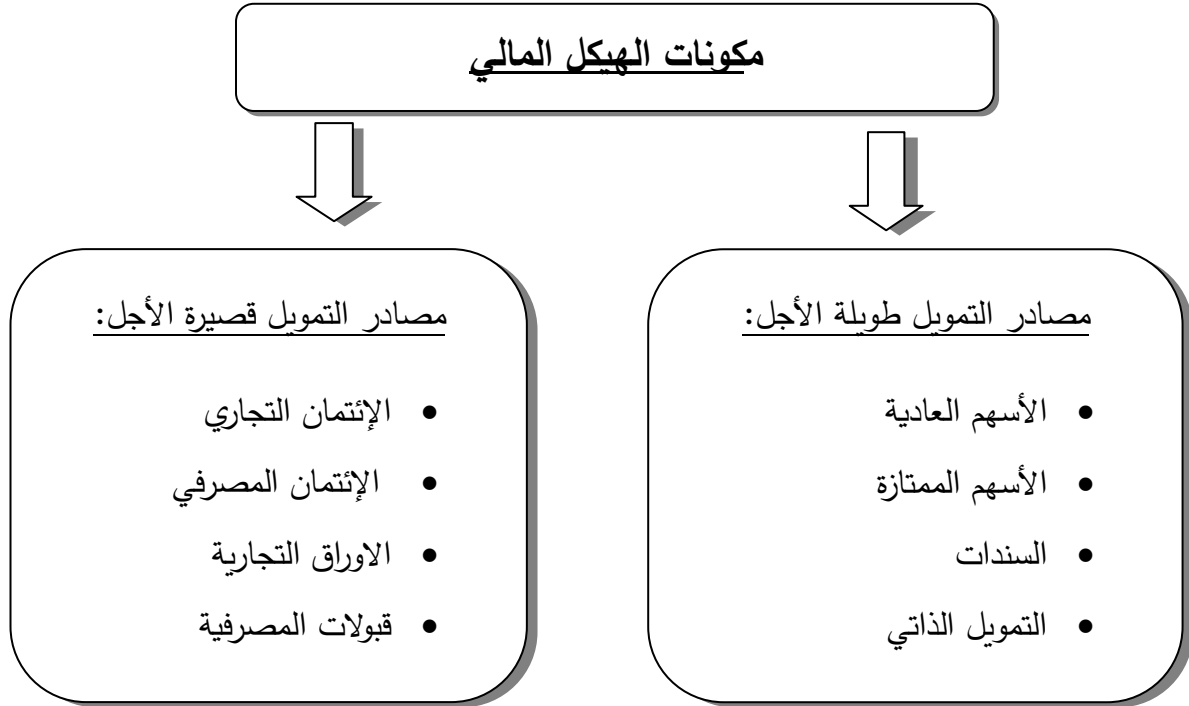 مكونات الهيكل المالي
مصادر التمويل طويلة الأجل:
• الأسهم العادية
• الأسهم الممتازة
• السندات
• التمويل الذاتي
مصادر التمويل قصيرة الأجل:
• الإئتمان التجاري
• الإئتمان المصرفي
• الاوراق التجارية
• قبولات المصرفية